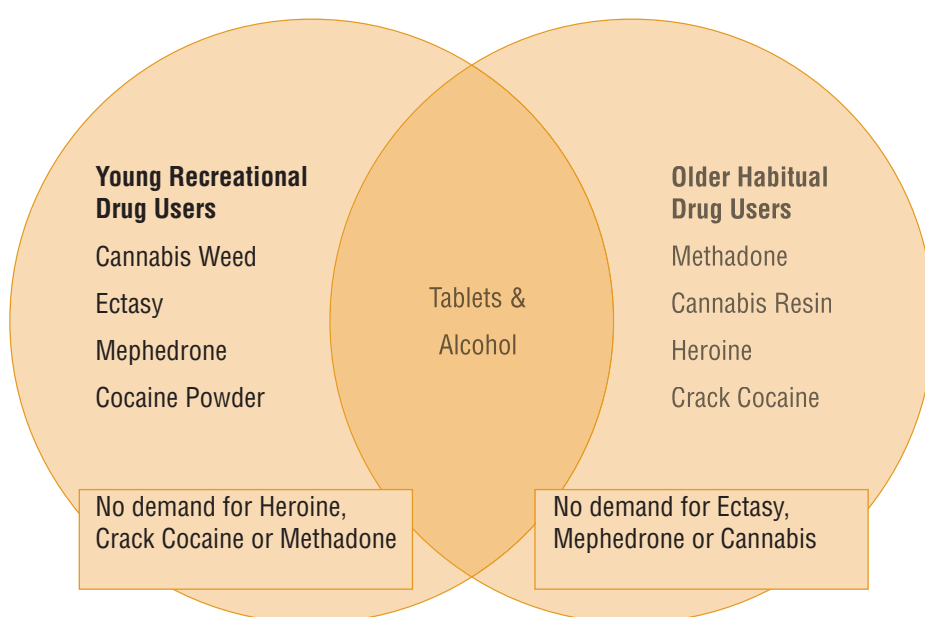 Young Recreational
Drug Users
Cannabis Weed
Ectasy
Mephedrone
Cocaine Powder
Tablets &
Alcohol
Older Habitual
Drug Users
Methadone
Cannabis Resin
Heroine
Crack Cocaine
No demand for Heroine,
Crack Cocaine or Methadone
No demand for Ectasy,
Mephedrone or Cannabis